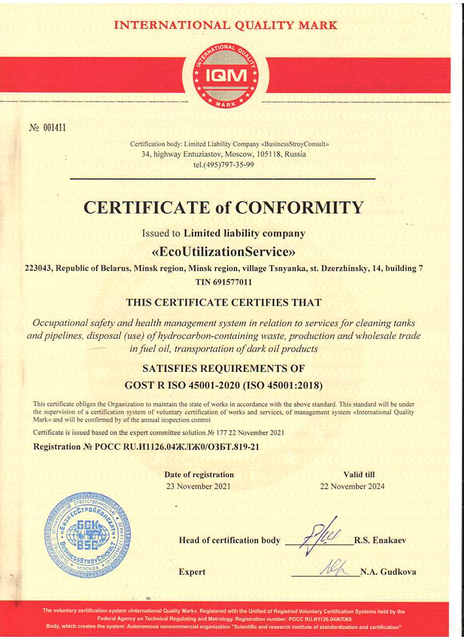 INTERNATIONAL QUALITY MARK
INTERNATIONAL QUALITY
IQM
MARK
№ 001411
Certification body: Limited Liability Company «BusinessStroyConsult»
34, highway Entuziastov, Moscow, 105118, Russia
tel.(495)797-35-99
CERTIFICATE of CONFORMITY
Issued to Limited liability company
«EcoUtilizationService»
223043, Republic of Belarus, Minsk region, Minsk region, village Tsnyanka, st. Dzerzhinsky, 14, building 7
TIN 691577011
THIS CERTIFICATE CERTIFIES THAT
Occupational safety and health management system in relation to services for cleaning tanks
and pipelines, disposal (use) of hydrocarbon-containing waste, production and wholesale trade
in fuel oil, transportation of dark oil products
SATISFIES REQUIREMENTS OF
GOST R ISO 45001-2020 (ISO 45001:2018)
This certificate obliges the Organization to maintain the state of works in accordance with the above standard. This standard will be under
the supervision of a certification system of voluntary certification of works and services, of management system «International Quality
Mark» and will be confirmed by of the annual inspection control
Certificate is issued based on the expert committee solution № 177 22 November 2021
Registration № РОСС RU.И1126.04ЖЛЖ0/ОЗБТ.819-21
Date of registration
23 November 2021
Valid till
22 November 2024
Head of certification body
R.S. Enakaev
Expert
N.A. Gudkova
«БизнесСтройКонсалт»
БСК
BSC
«BusinessStroyConsult»
МОСКВА
The voluntary certification system «International Quality Mark». Registered with the Unified of Registred Voluntary Certification Systems held by the
Federal Agency on Technical Regulating and Metrology. Registration number: РОСС RU.И1126.04ЖЛЖ0
Body, which creates the system: Autonomous noncommercial organization "Scientific and research institute of standardization and certification"